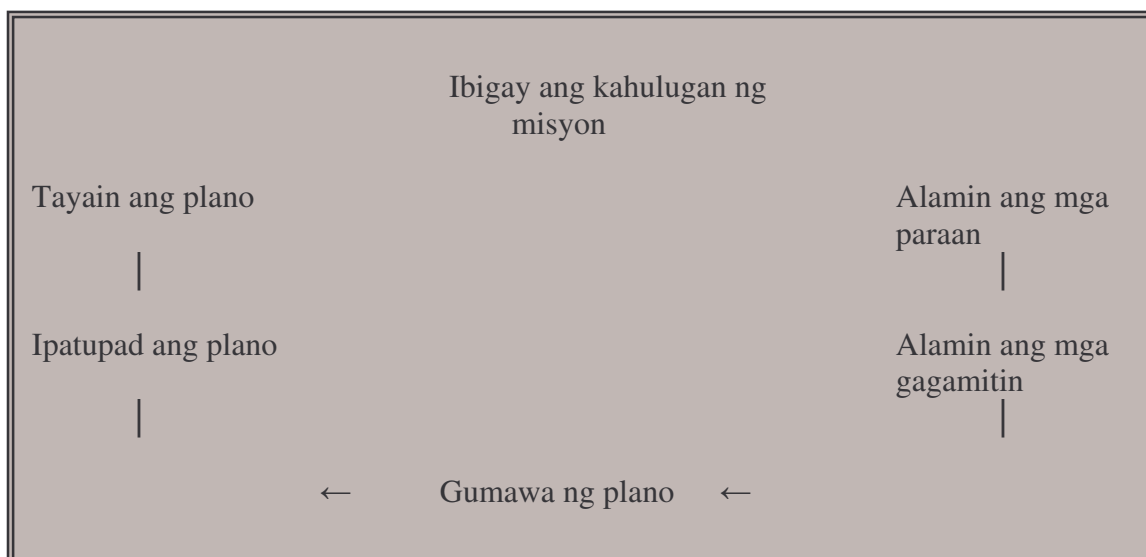 Ibigay ang kahulugan ng
misyon
Tayain ang plano
Alamin ang mga
paraan
Ipatupad ang plano
Alamin ang mga
gagamitin
← Gumawa ng plano ←